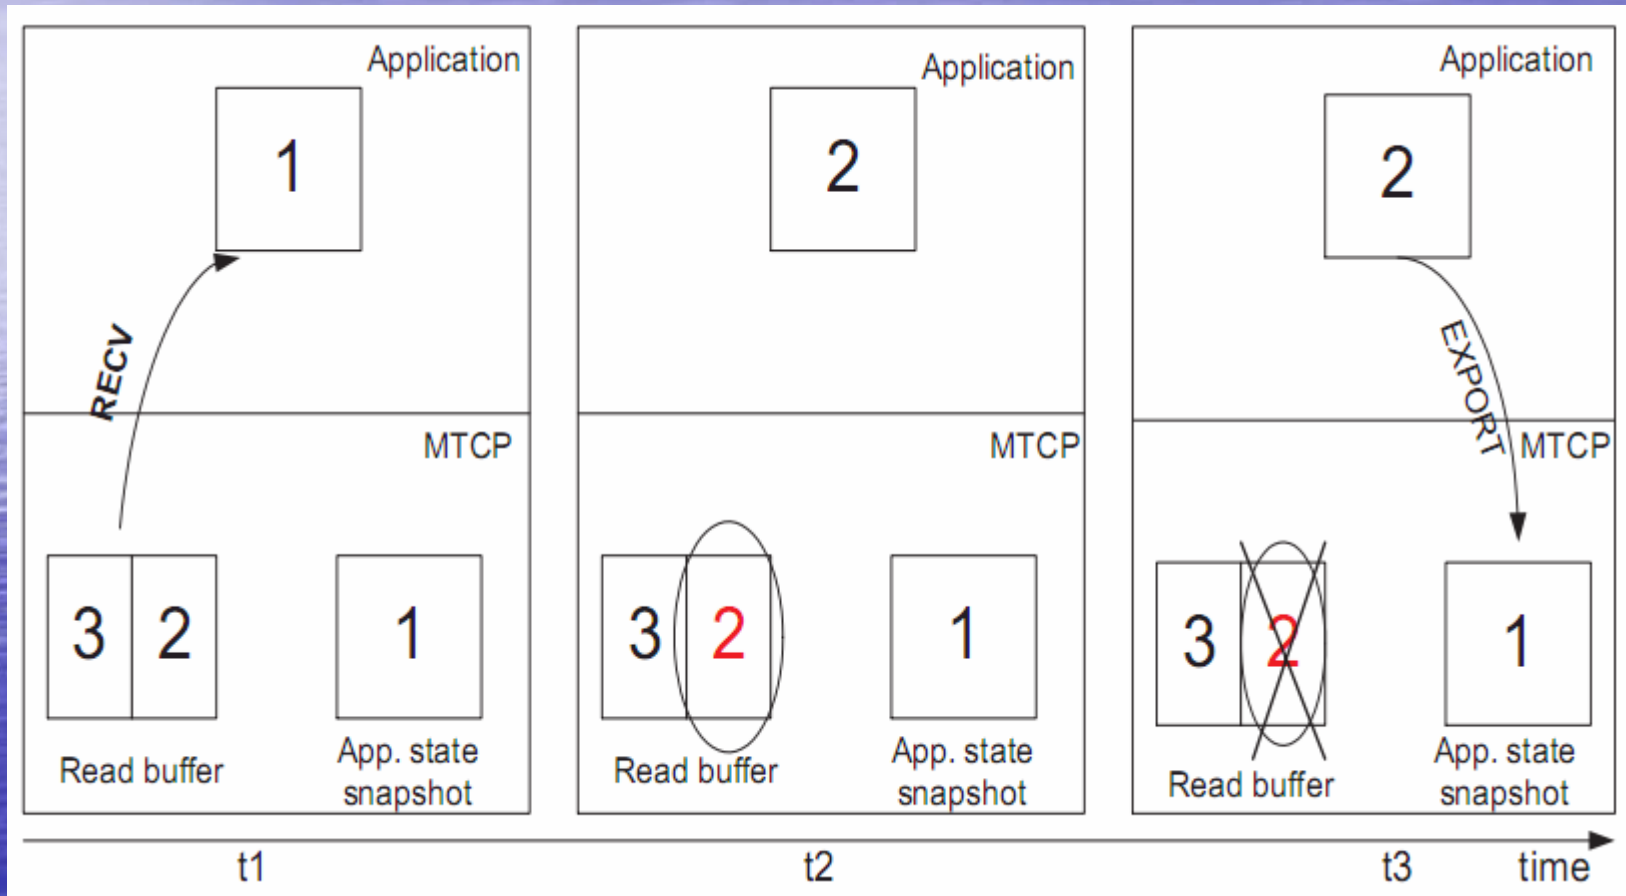 Application
1
RECV
MTCP
3 2
1
Read buffer
App. state
snapshot
Application
2
MTCP
3 2
1
Read buffer
App. state
snapshot
Application
2
EXPORT
MTCP
3 2
1
Read buffer
App. state
snapshot
t1 t2 t3 time